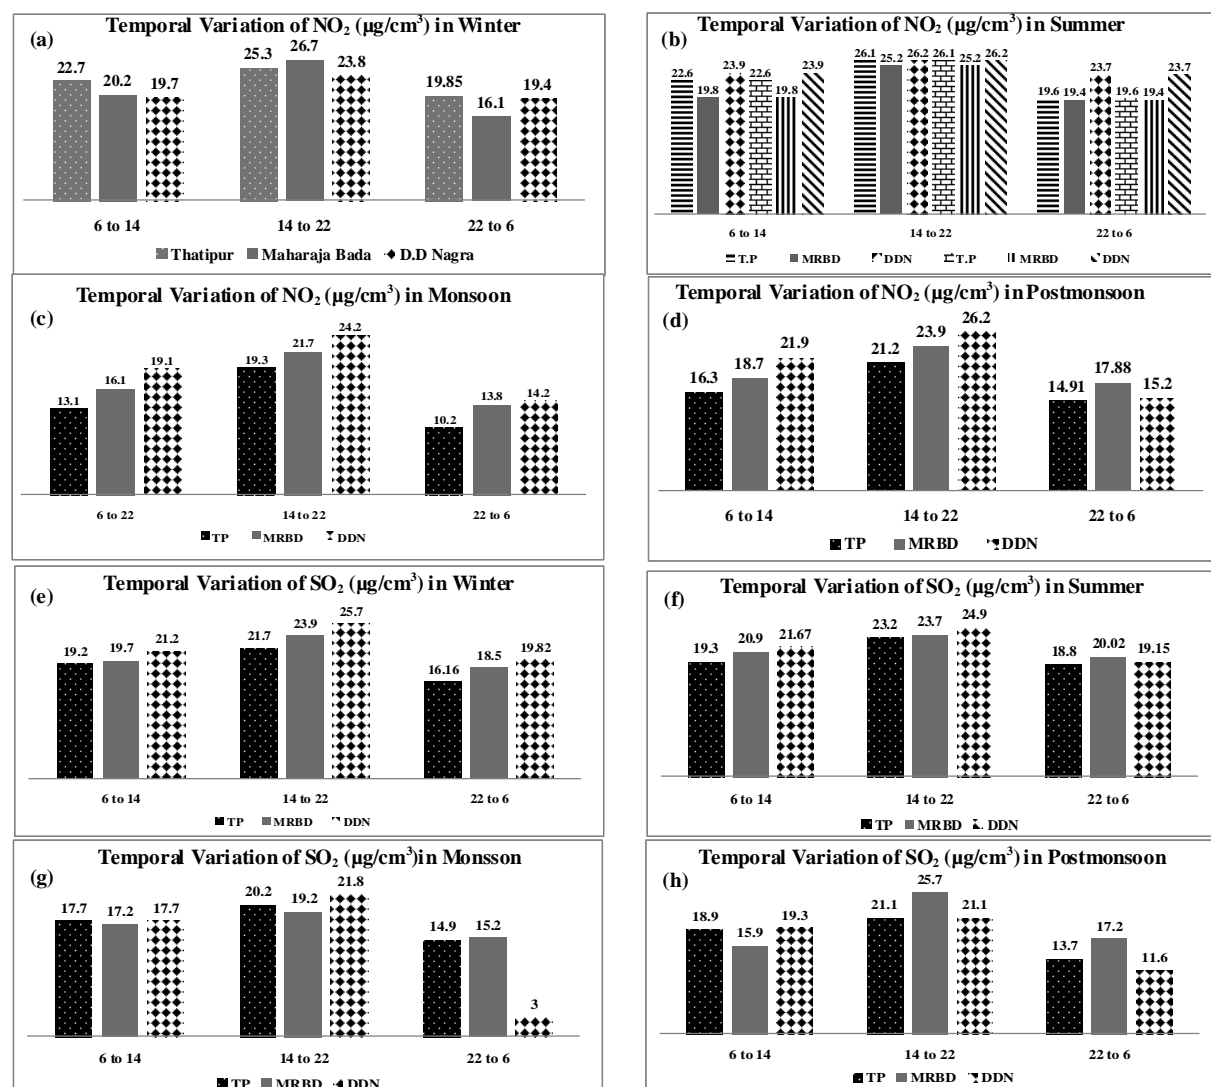 Temporal Variation of NO₂ (µg/cm³) in Winter
(a)
22.7 20.2 19.7 25.3 26.7 23.8 19.85 16.1 19.4
6 to 14 14 to 22 22 to 6
Thatipur Maharaja Bada D.D Nagra
Temporal Variation of NO₂ (µg/cm³) in Summer
(b)
22.6 19.8 23.9 22.6 19.8 23.9 26.1 25.2 26.2 26.1 25.2 26.2 19.6 19.4 23.7 19.6 19.4 23.7
6 to 14 14 to 22 22 to 6
T.P MRBD DDN T.P MRBD DDN
Temporal Variation of NO₂ (µg/cm³) in Monsoon
(c)
13.1 16.1 19.1 19.3 21.7 24.2 10.2 13.8 14.2
6 to 22 14 to 22 22 to 6
TP MRBD DDN
Temporal Variation of NO₂ (µg/cm³) in Postmonsoon
(d)
16.3 18.7 21.9 21.2 23.9 26.2 14.91 17.88 15.2
6 to 14 14 to 22 22 to 6
TP MRBD DDN
Temporal Variation of SO₂ (µg/cm³) in Winter
(e)
19.2 19.7 21.2 21.7 23.9 25.7 16.16 18.5 19.82
6 to 14 14 to 22 22 to 6
TP MRBD DDN
Temporal Variation of SO₂ (µg/cm³) in Summer
(f)
19.3 20.9 21.67 23.2 23.7 24.9 18.8 20.02 19.15
6 to 14 14 to 22 22 to 6
TP MRBD DDN
Temporal Variation of SO₂ (µg/cm³)in Monsson
(g)
17.7 17.2 17.7 20.2 19.2 21.8 14.9 15.2 3
6 to 14 14 to 22 22 to 6
TP MRBD DDN
Temporal Variation of SO₂ (µg/cm³) in Postmonsoon
(h)
18.9 15.9 19.3 21.1 25.7 21.1 13.7 17.2 11.6
6 to 14 14 to 22 22 to 6
TP MRBD DDN